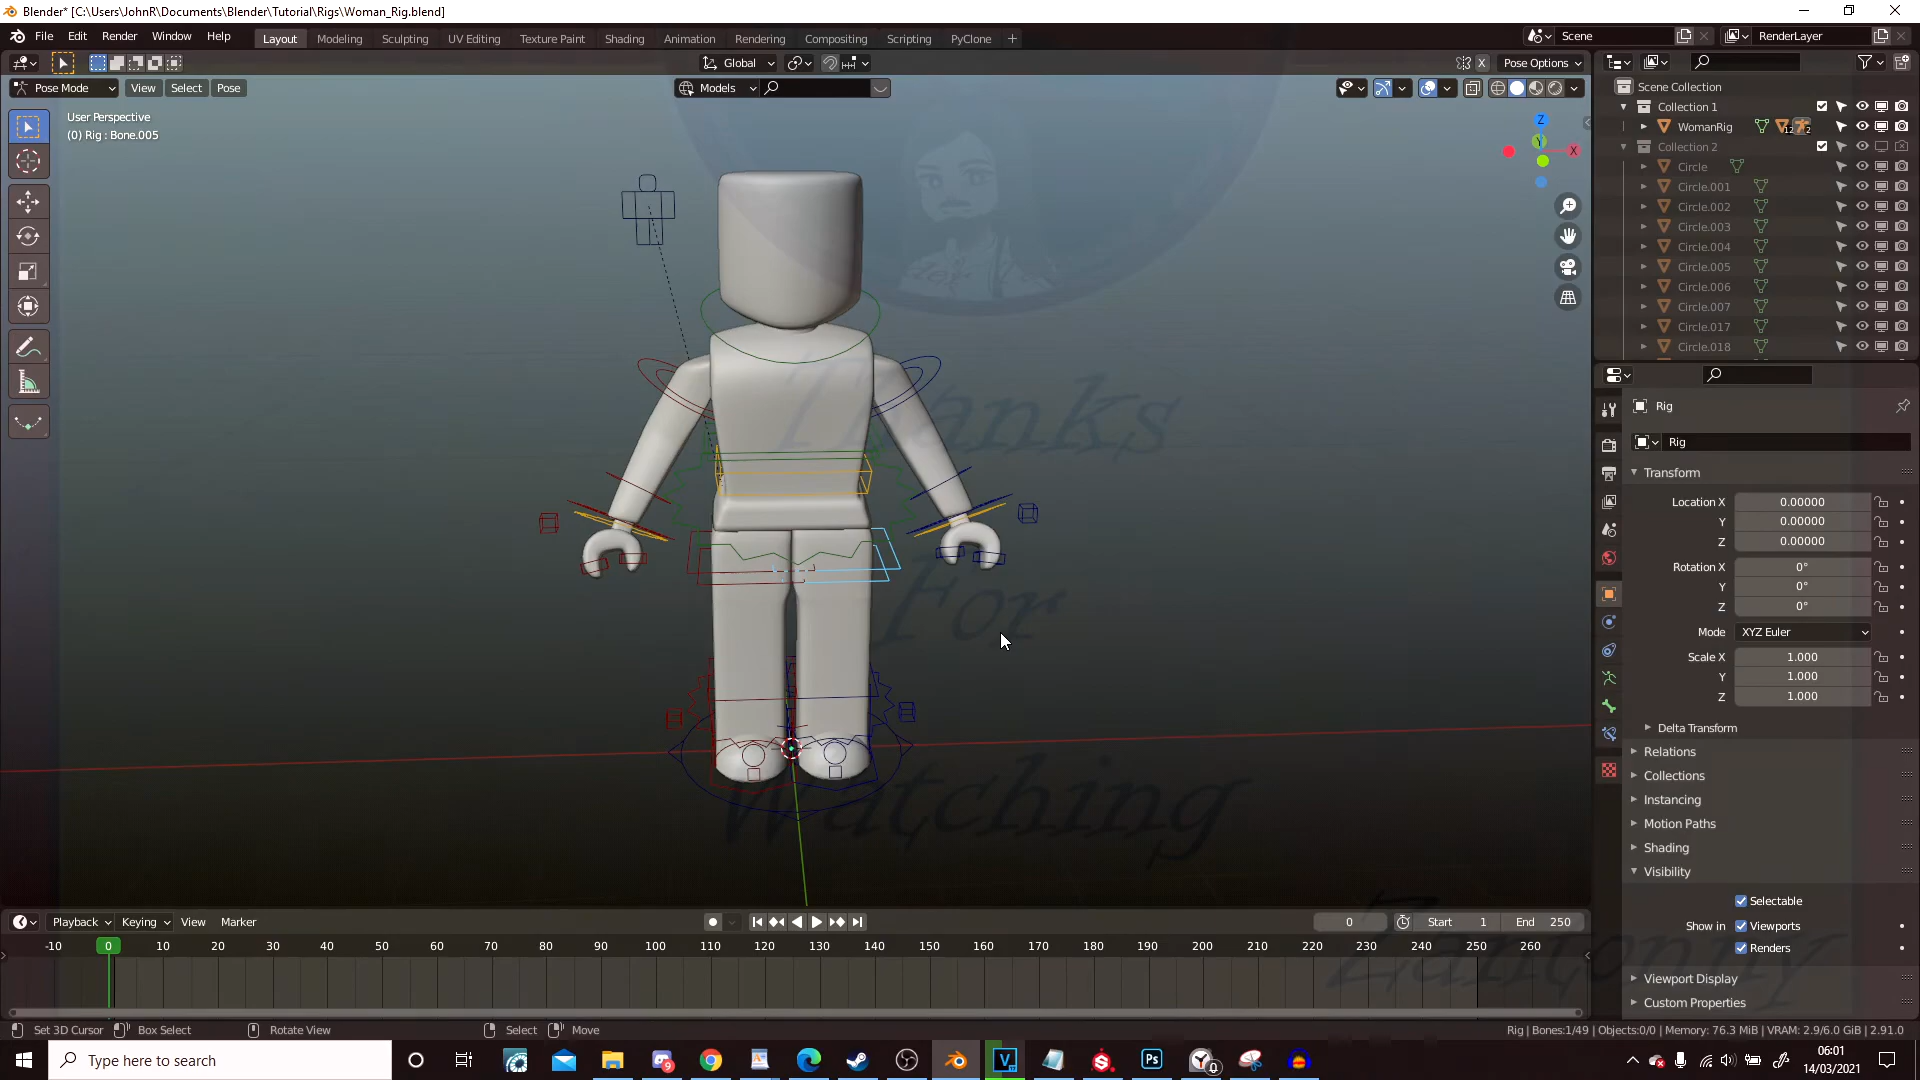 Blender* [C:\Users\JohnR\Documents\Blender\Tutorial\Rigs\Woman_Rig.blend]
File Edit Render Window Help
Layout Modeling Sculpting UV Editing Texture Paint Shading Animation Rendering Compositing Scripting PyClone
Scene
RenderLayer
Global
Pose Options
Pose Mode View Select Pose
Models
User Perspective
(0) Rig : Bone.005
Z
Y
X
Scene Collection
Collection 1
WomanRig
12
2
Collection 2
Circle
Circle.001
Circle.002
Circle.003
Circle.004
Circle.005
Circle.006
Circle.007
Circle.017
Circle.018
Rig
Rig
Transform
Location X 0.00000
Y 0.00000
Z 0.00000
Rotation X 0°
Y 0°
Z 0°
Mode XYZ Euler
Scale X 1.000
Y 1.000
Z 1.000
Delta Transform
Relations
Collections
Instancing
Motion Paths
Shading
Visibility
Selectable
Show in Viewports
Renders
Viewport Display
Custom Properties
Thanks
For
Watching
Zantonny
Playback Keying View Marker
0 Start 1 End 250
-10 0 10 20 30 40 50 60 70 80 90 100 110 120 130 140 150 160 170 180 190 200 210 220 230 240 250 260
Set 3D Cursor Box Select Rotate View Select Move
Rig | Bones:1/49 | Objects:0/0 | Memory: 76.3 MiB | VRAM: 2.9/6.0 GiB | 2.91.0
Type here to search
9
V
Ps
0
06:01
14/03/2021